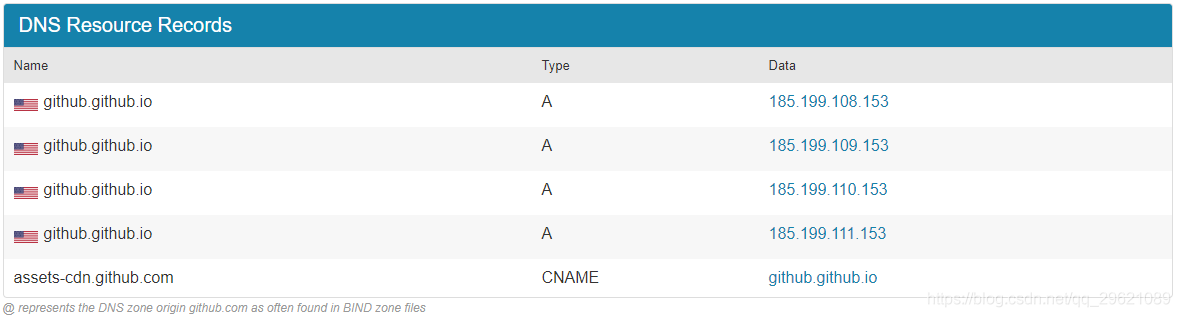 DNS Resource Records
Name Type Data
github.github.io A 185.199.108.153
github.github.io A 185.199.109.153
github.github.io A 185.199.110.153
github.github.io A 185.199.111.153
assets-cdn.github.com CNAME github.github.io
@ represents the DNS zone origin github.com as often found in BIND zone files
https://blog.csdn.net/qq_29621089